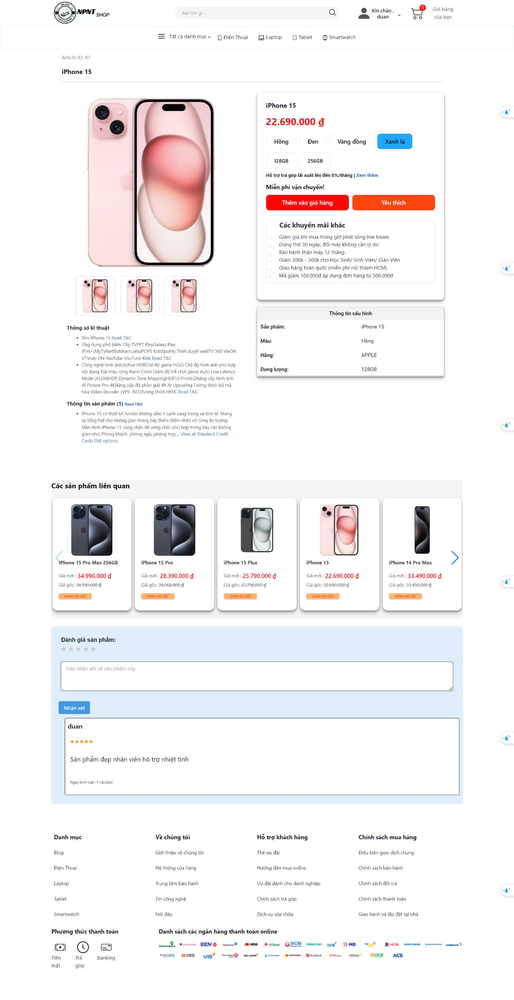 NPNT SHOP
Bạn tìm gì...
Xin chào ,
duan
0
Giỏ hàng
của bạn
Tất cả danh mục
Điện Thoại
Laptop
Tablet
Smartwatch
Article ID: 47
iPhone 15
iPhone 15
22.690.000 ₫
Hồng
Đen
Vàng đồng
Xanh lá
128GB
256GB
Hỗ trợ trả góp lãi xuất lên đến 0%/tháng | Xem thêm
Miễn phí vận chuyển!
Thêm vào giỏ hàng
Yêu thích
Các khuyến mãi khác
. Giảm giá khi mua trong giờ phát sóng live tream
. Dùng thử 30 ngày, đổi máy không cần lý do
. Bảo hành thân máy 12 tháng
. Giảm 200k - 300k cho Học Sinh/ Sinh Viên/ Giáo Viên
. Giao hàng toàn quốc (miễn phí nội thành HCM)
. Mã giảm 100.000đ áp dụng đơn hàng từ 500.000đ
Thông tin cấu hình
Sản phẩm: iPhone 15
Màu: Hồng
Hãng: APPLE
Dung lượng: 128GB
Thông số kĩ thuật
• Tên: iPhone 15 Read T&C
• Ứng dụng phổ biến: Clip TVFPT PlayGalaxy Play
(Fim+)MyTVNetflixNhaccuatuiPOPS KidsSpotify Trình duyệt webTV 360 VieON
VTVcab ON YouTube YouTube Kids Read T&C
• Công nghệ hình ảnh:Active HDRChế độ game HGiG Chế độ hình ảnh phù hợp
nội dung Dải màu rộng Nano Color Giảm độ trễ chơi game Auto Low Latency
Mode (ALLM)HDR Dynamic Tone MappingHDR10 ProHLGNâng cấp hình ảnh
AI Picture Pro 4KNâng cấp độ phân giải 4K AI Upscaling Tương thích bộ mã
hóa Video decoder (VP9, AV1)Tương thích HEVC Read T&C
Thông tin sản phẩm (1) Read T&C
• iPhone 15 có thiết kế Airslim không viền 3 cạnh sang trọng và tinh tế. Mang
lại tổng thể cho không gian trưng bày thêm điểm nhấn vô cùng ấn tượng.
Màn hình iPhone 15 cùng chân đế vững chắc phù hợp trưng bày các không
gian như: Phòng khách, phòng ngủ, phòng họp,... View all Standard Credit
Cards EMI options
Các sản phẩm liên quan
IPhone 15 Pro Max 256GB
Giá mới : 34.990.000 ₫
Giá gốc: 34.990.000 ₫
GIẢM GIÁ SỐC
iPhone 15 Pro
Giá mới : 28.390.000 ₫
Giá gốc: 34.068.000 ₫
GIẢM GIÁ SỐC
iPhone 15 Plus
Giá mới : 25.790.000 ₫
Giá gốc: 25.790.000 ₫
GIẢM GIÁ SỐC
iPhone 15
Giá mới : 22.690.000 ₫
Giá gốc: 22.690.000 ₫
GIẢM GIÁ SỐC
iPhone 14 Pro Max
Giá mới : 33.490.000 ₫
Giá gốc: 33.490.000 ₫
GIẢM GIÁ SỐC
Đánh giá sản phẩm:
Hãy nhận xét về sản phẩm này
Nhận xét
duan
Sản phẩm đẹp nhân viên hõ trợ nhiệt tình
Ngày bình luận: 11/8/2024
Danh mục
Blog
Điện Thoại
Laptop
Tablet
Smartwatch
Về chúng tôi
Giới thiệu về chúng tôi
Hệ thống cửa hàng
Trung tâm bảo hành
Tin công nghệ
Hỏi đáp
Hỗ trợ khách hàng
Thẻ ưu đãi
Hướng dẫn mua online
Ưu đãi dành cho danh nghiệp
Chích sách trả góp
Dịch vụ sửa chữa
Chính sách mua hàng
Điều kiện giao dịch chung
Chính sách bảo hành
Chính sách đổi trả
Chính sách thanh toán
Giao hành và lắp đặt tại nhà
Phương thức thanh toán
Tiền
mặt
Trả
góp
Banking
Danh sách các ngân hàng thanh toán online
Vietcombank AGRIBANK BIDV VietinBank MSB VPBank SCB ABBANK IVB MB PV NCB NAM A BANK EXIMBANK
VIETABANK SHB VIB Viet Capital Bank BAC A BANK OCEANBANK VIETBANK SeABank TPBank HDBank OCB ACB